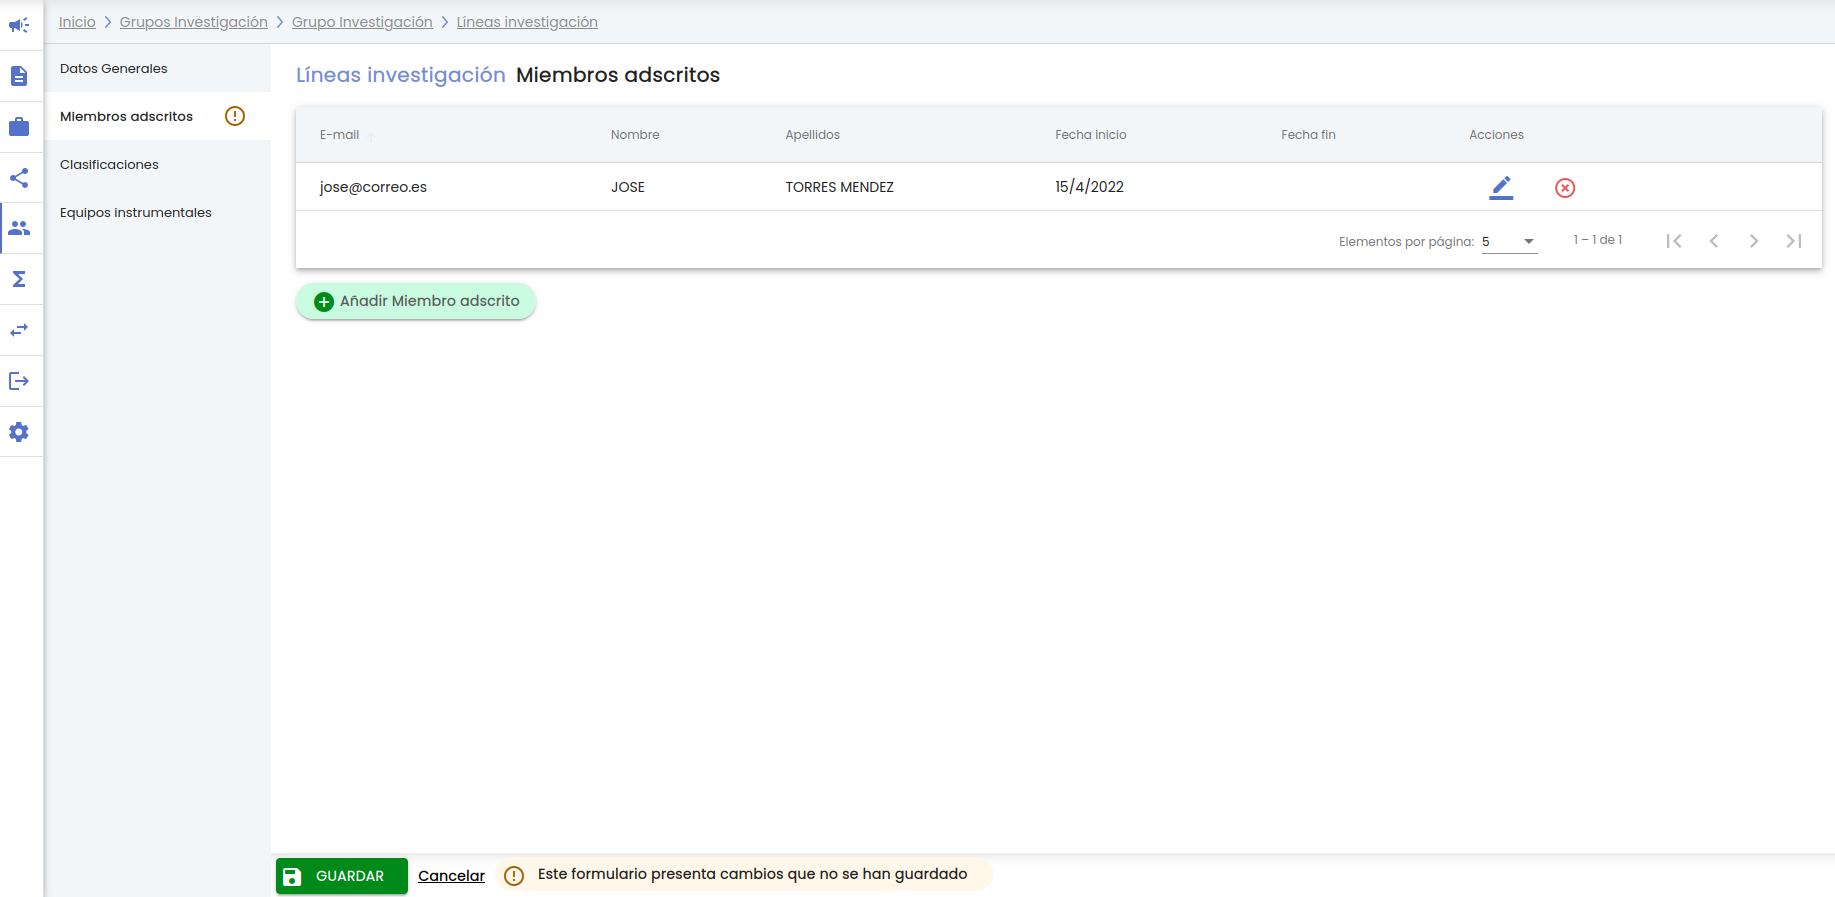 Inicio Grupos Investigación Grupo Investigación Líneas investigación
Datos Generales
Miembros adscritos
Clasificaciones
Equipos instrumentales
Líneas investigación Miembros adscritos
E-mail Nombre Apellidos Fecha inicio Fecha fin Acciones
jose@correo.es JOSE TORRES MENDEZ 15/4/2022
Elementos por página: 5 1 – 1 de 1
Añadir Miembro adscrito
GUARDAR Cancelar Este formulario presenta cambios que no se han guardado